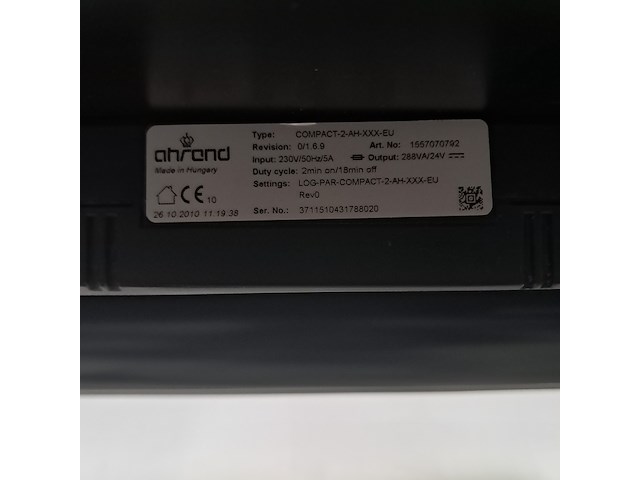 ahrend
Made in Hungary
CE 10
26.10.2010 11:19:38
Type: COMPACT-2-AH-XXX-EU
Revision: 0/1.6.9 Art. No: 1557070792
Input: 230V/50Hz/5A Output: 288VA/24V
Duty cycle: 2min on/18min off
Settings: LOG-PAR-COMPACT-2-AH-XXX-EU
Rev0
Ser. No.: 3711510431788020